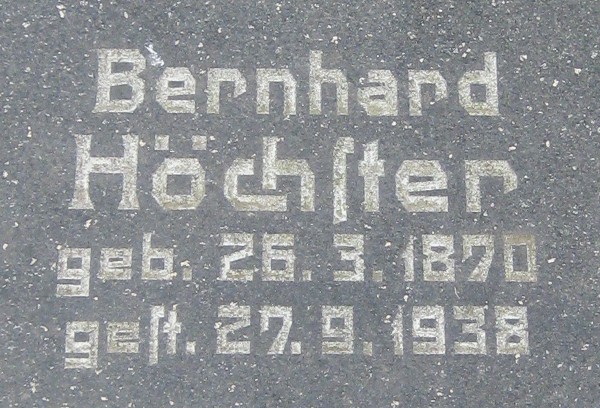 Bernhard
Höchſter
geb. 26. 3. 1870
geſt. 27. 9. 1938